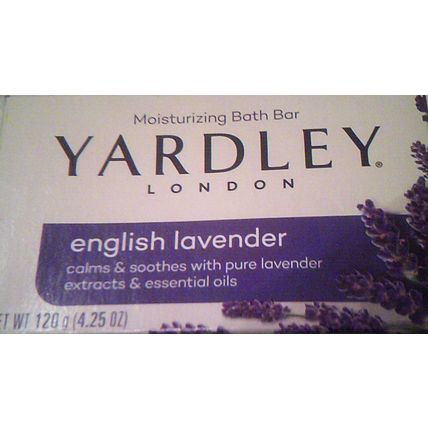 Moisturizing Bath Bar
YARDLEY®
LONDON
english lavender
calms & soothes with pure lavender
extracts & essential oils
ET WT 120 g (4.25 OZ)